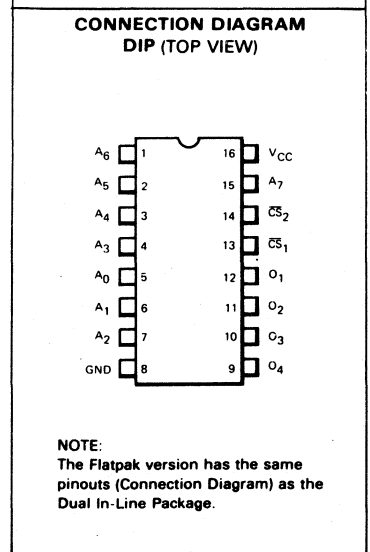 CONNECTION DIAGRAM
DIP (TOP VIEW)
A6 1 16 VCC
A5 2 15 A7
A4 3 14 C̅S̅2
A3 4 13 C̅S̅1
A0 5 12 O1
A1 6 11 O2
A2 7 10 O3
GND 8 9 O4
NOTE:
The Flatpak version has the same
pinouts (Connection Diagram) as the
Dual In-Line Package.